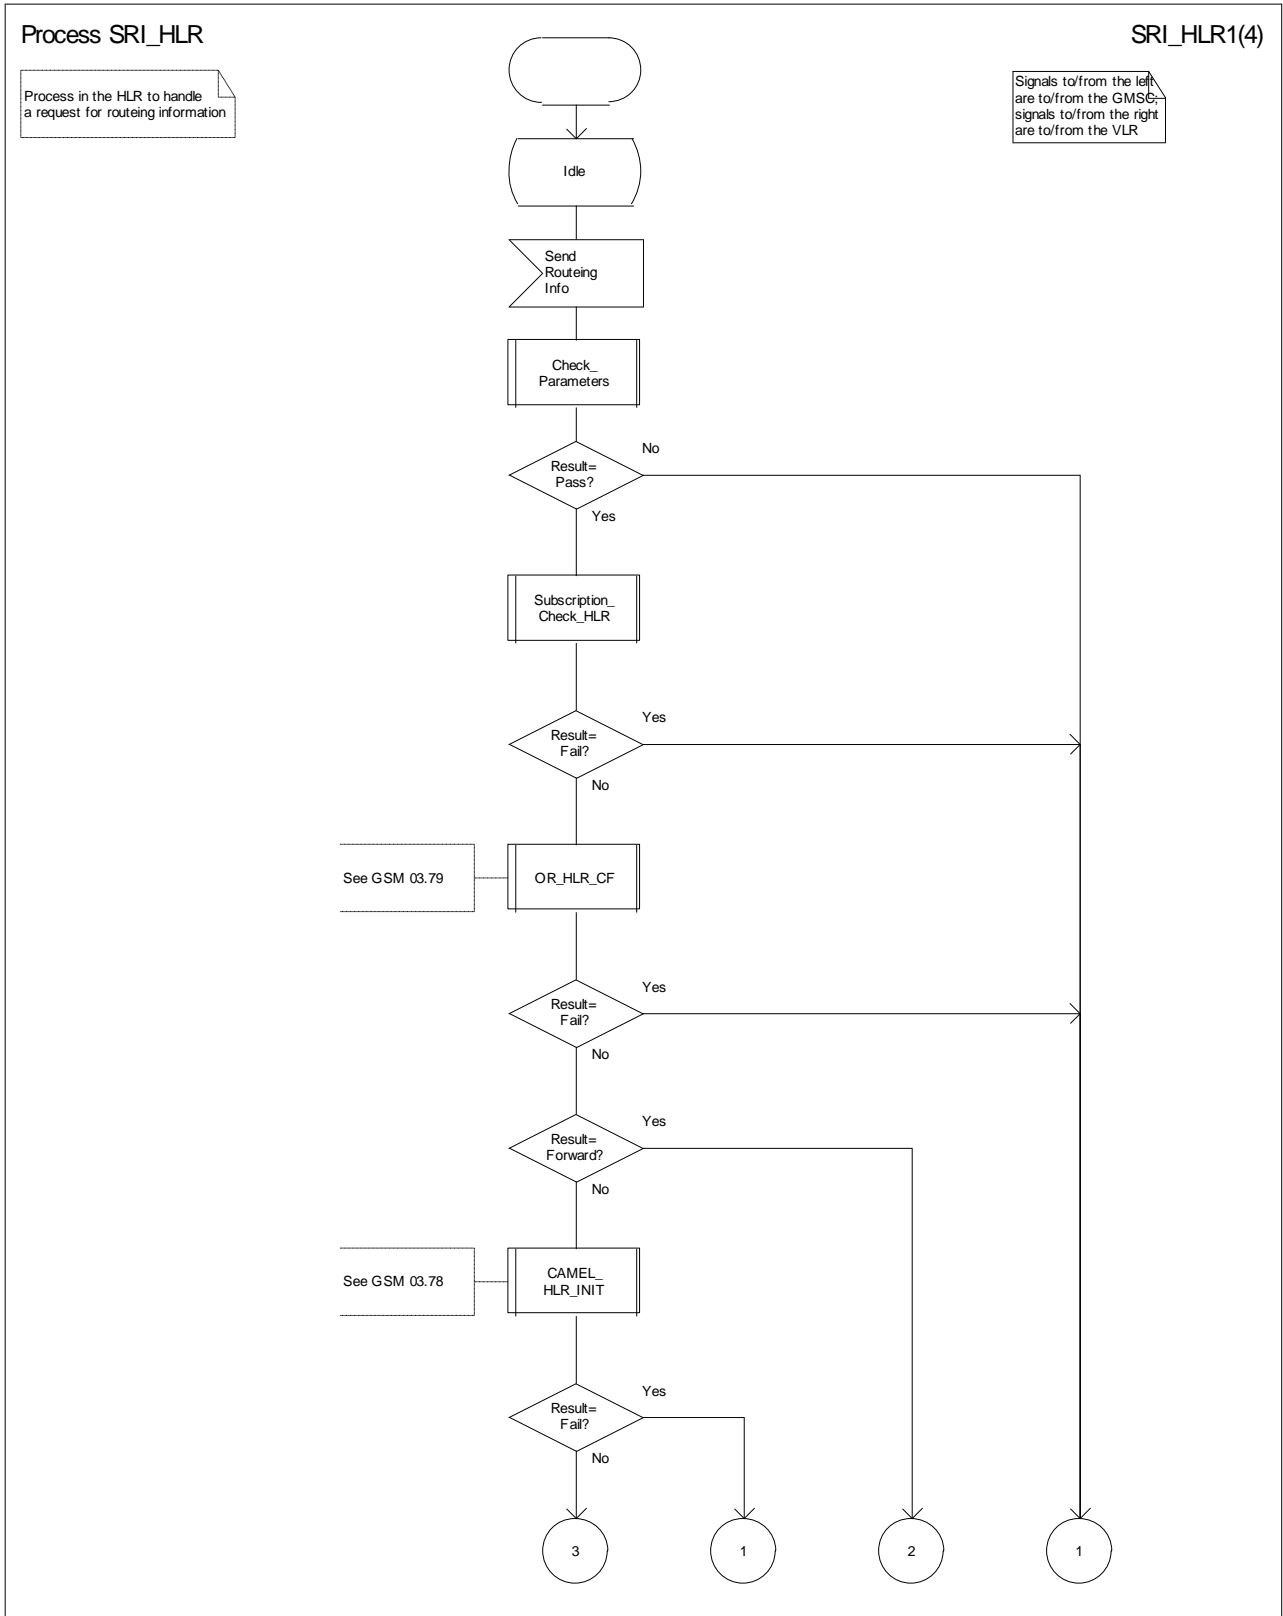 Process SRI_HLR
SRI_HLR1(4)
Process in the HLR to handle
a request for routeing information
Signals to/from the left
are to/from the GMSC;
signals to/from the right
are to/from the VLR
Idle
Send
Routeing
Info
Check_
Parameters
Result=
Pass?
No
Yes
Subscription_
Check_HLR
Result=
Fail?
Yes
No
See GSM 03.79
OR_HLR_CF
Result=
Fail?
Yes
No
Result=
Forward?
Yes
No
See GSM 03.78
CAMEL_
HLR_INIT
Result=
Fail?
Yes
No
3
1
2
1